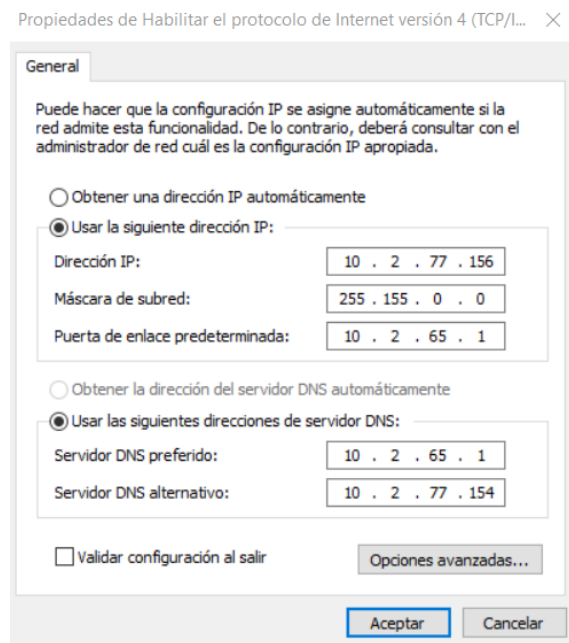 Propiedades de Habilitar el protocolo de Internet versión 4 (TCP/I...
General
Puede hacer que la configuración IP se asigne automáticamente si la
red admite esta funcionalidad. De lo contrario, deberá consultar con el
administrador de red cuál es la configuración IP apropiada.
Obtener una dirección IP automáticamente
Usar la siguiente dirección IP:
Dirección IP: 10 . 2 . 77 . 156
Máscara de subred: 255 . 155 . 0 . 0
Puerta de enlace predeterminada: 10 . 2 . 65 . 1
Obtener la dirección del servidor DNS automáticamente
Usar las siguientes direcciones de servidor DNS:
Servidor DNS preferido: 10 . 2 . 65 . 1
Servidor DNS alternativo: 10 . 2 . 77 . 154
Validar configuración al salir Opciones avanzadas...
Aceptar Cancelar